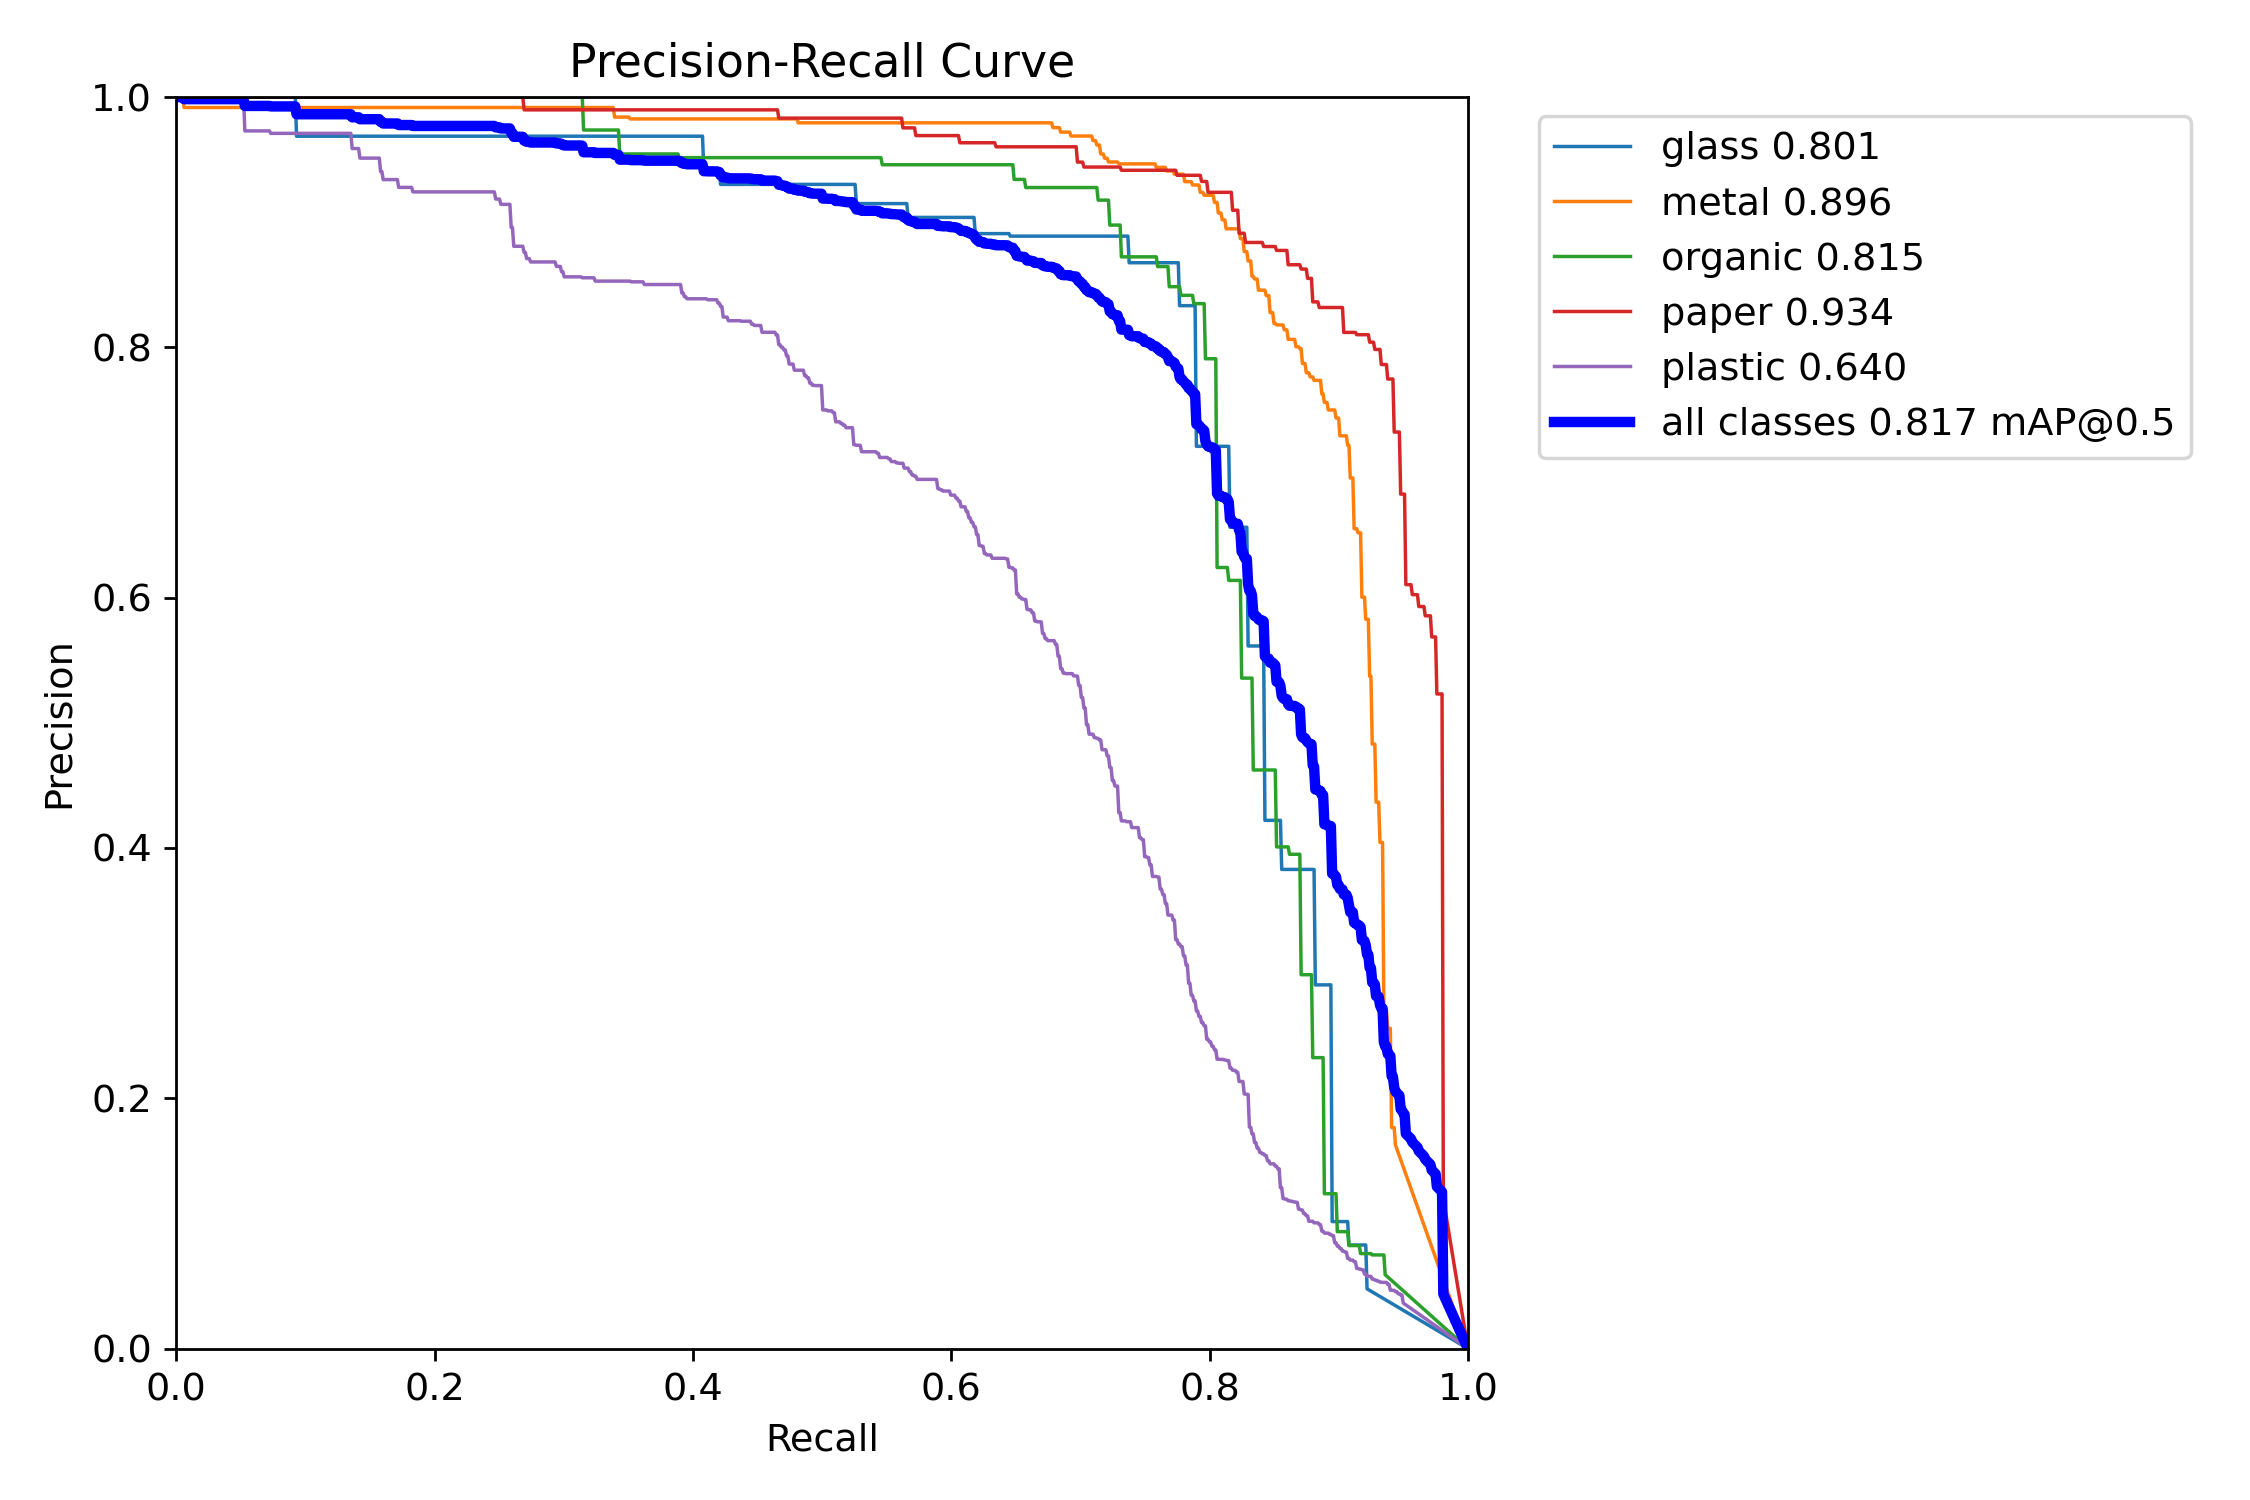 Precision-Recall Curve
1.0
0.8
0.6
0.4
0.2
0.0
Precision
0.0 0.2 0.4 0.6 0.8 1.0
Recall
glass 0.801
metal 0.896
organic 0.815
paper 0.934
plastic 0.640
all classes 0.817 mAP@0.5